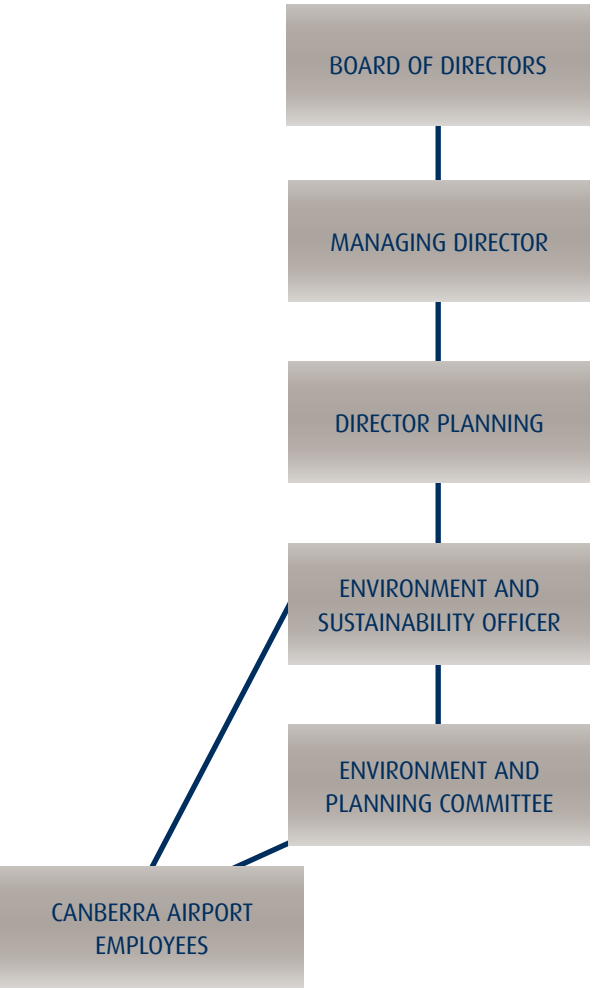 BOARD OF DIRECTORS
MANAGING DIRECTOR
DIRECTOR PLANNING
ENVIRONMENT AND
SUSTAINABILITY OFFICER
ENVIRONMENT AND
PLANNING COMMITTEE
CANBERRA AIRPORT
EMPLOYEES